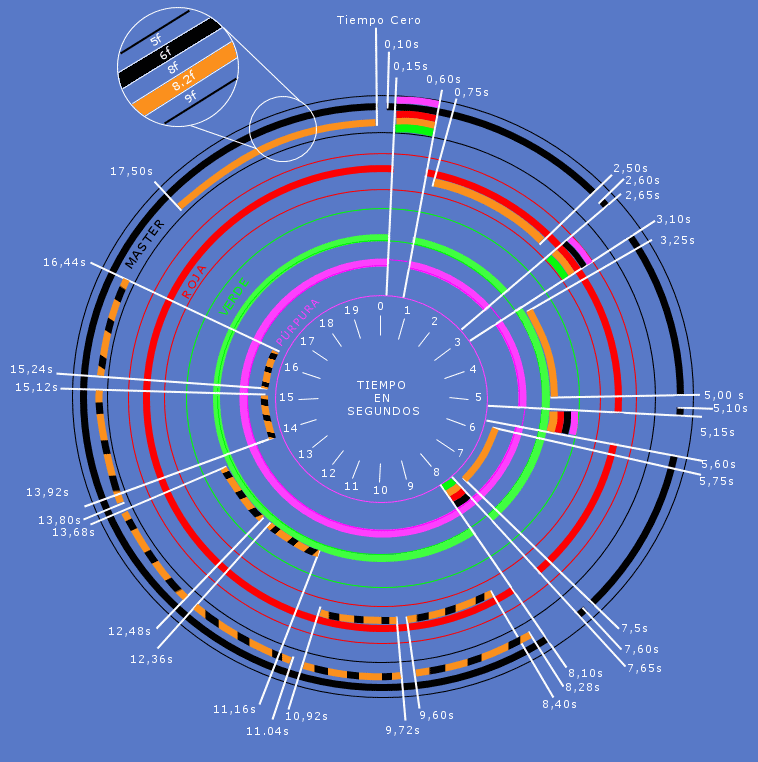 Tiempo Cero
0,10s
0,15s
0,60s
0,75s
5f
6f
8f
8.2f
9f
17,50s
2,50s
2,60s
2,65s
3,10s
3,25s
MASTER
ROJA
VERDE
PÚRPURA
16,44s
0
1
2
3
4
5
6
7
8
9
10
11
12
13
14
15
16
17
18
19
TIEMPO
EN
SEGUNDOS
15,24s
15,12s
5,00 s
5,10s
5,15s
5,60s
5,75s
13,92s
13,80s
13,68s
12,48s
12,36s
7,5s
7,60s
7,65s
8,10s
8,28s
8,40s
11,16s
10,92s
11.04s
9,60s
9,72s